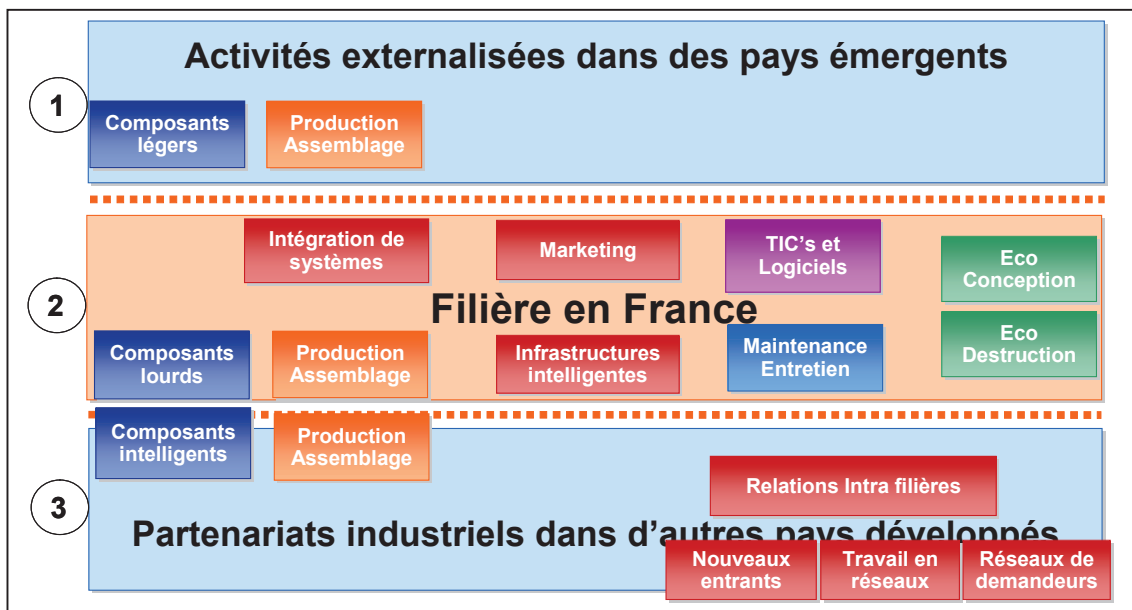 Activités externalisées dans des pays émergents
1
Composants
légers
Production
Assemblage
Intégration de
systèmes
Marketing
TIC's et
Logiciels
Eco
Conception
2
Filière en France
Composants
lourds
Production
Assemblage
Infrastructures
intelligentes
Maintenance
Entretien
Eco
Destruction
Composants
intelligents
Production
Assemblage
Relations Intra filières
3
Partenariats industriels dans d'autres pays développés
Nouveaux
entrants
Travail en
réseaux
Réseaux de
demandeurs